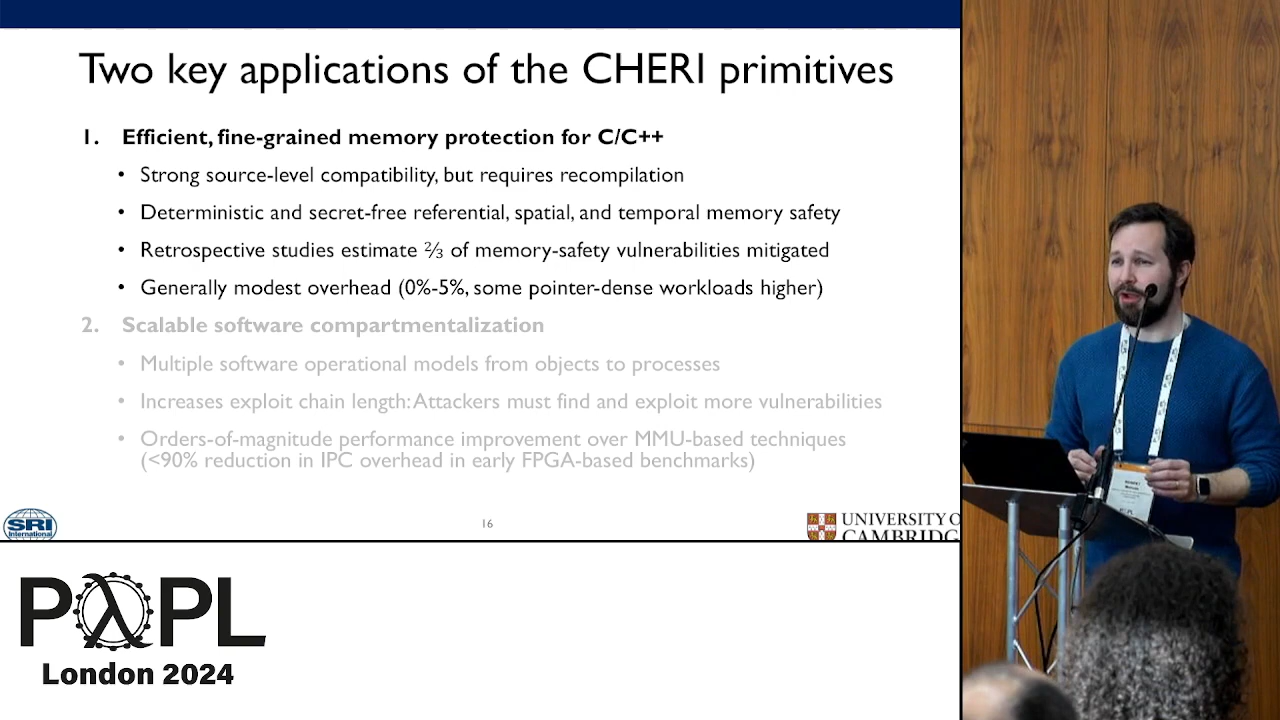 Two key applications of the CHERI primitives
1. Efficient, fine-grained memory protection for C/C++
• Strong source-level compatibility, but requires recompilation
• Deterministic and secret-free referential, spatial, and temporal memory safety
• Retrospective studies estimate ⅔ of memory-safety vulnerabilities mitigated
• Generally modest overhead (0%-5%, some pointer-dense workloads higher)
2. Scalable software compartmentalization
• Multiple software operational models from objects to processes
• Increases exploit chain length: Attackers must find and exploit more vulnerabilities
• Orders-of-magnitude performance improvement over MMU-based techniques
(<90% reduction in IPC overhead in early FPGA-based benchmarks)
SRI
International
16
UNIVERSITY O
CAMBRIDG
PλPL
London 2024
ROBERT